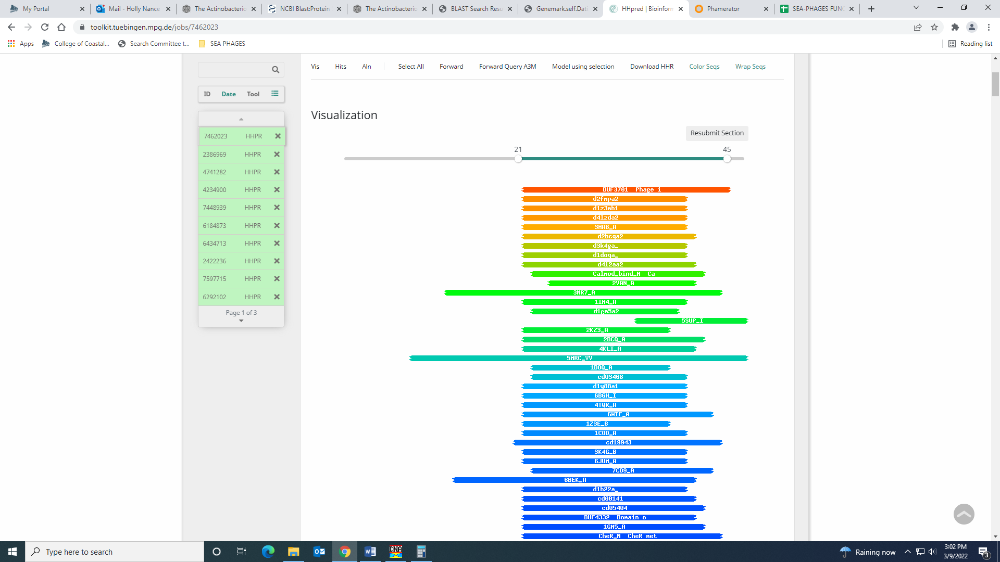 My Portal
Mail - Holly Nance
The Actinobacterio
NCBI Blast:Protein
The Actinobacterio
BLAST Search Resu
Genemark.self.Dat
HHpred | Bioinforn
Phamerator
SEA-PHAGES FUNC
toolkit.tuebingen.mpg.de/jobs/7462023
Apps
College of Coastal...
Search Committee t...
SEA PHAGES
Reading list
Vis
Hits
Aln
Select All
Forward
Forward Query A3M
Model using selection
Download HHR
Color Seqs
Wrap Seqs
ID Date Tool
7462023 HHPR
2386969 HHPR
4741282 HHPR
4234900 HHPR
7448939 HHPR
6184873 HHPR
6434713 HHPR
2422236 HHPR
7597715 HHPR
6292102 HHPR
Page 1 of 3
Visualization
Resubmit Section
21 45
DUF3701 Phage i
d2fmpa2
d1z3eb1
d4lzda2
3MAB_A
d2bcqa2
d3k4ga_
d1doqa_
d4i2aa2
Calmod_bind_M Ca
2VAN_A
3NR7_A
1IM4_A
d1gm5a2
5SUP_I
2KZ3_A
2BCQ_A
4KLI_A
5MRC_VV
1DOQ_A
cd03468
d1y88a1
6B6H_I
4TQR_A
6WIE_A
1Z3E_B
1COO_A
cd19943
3K4G_B
6JUM_A
7CO9_A
6BEK_A
d1b22a_
cd00141
cd05404
DUF4332 Domain o
1GM5_A
CheR_N CheR met
Type here to search
DNA
Raining now
3:02 PM
3/9/2022
3